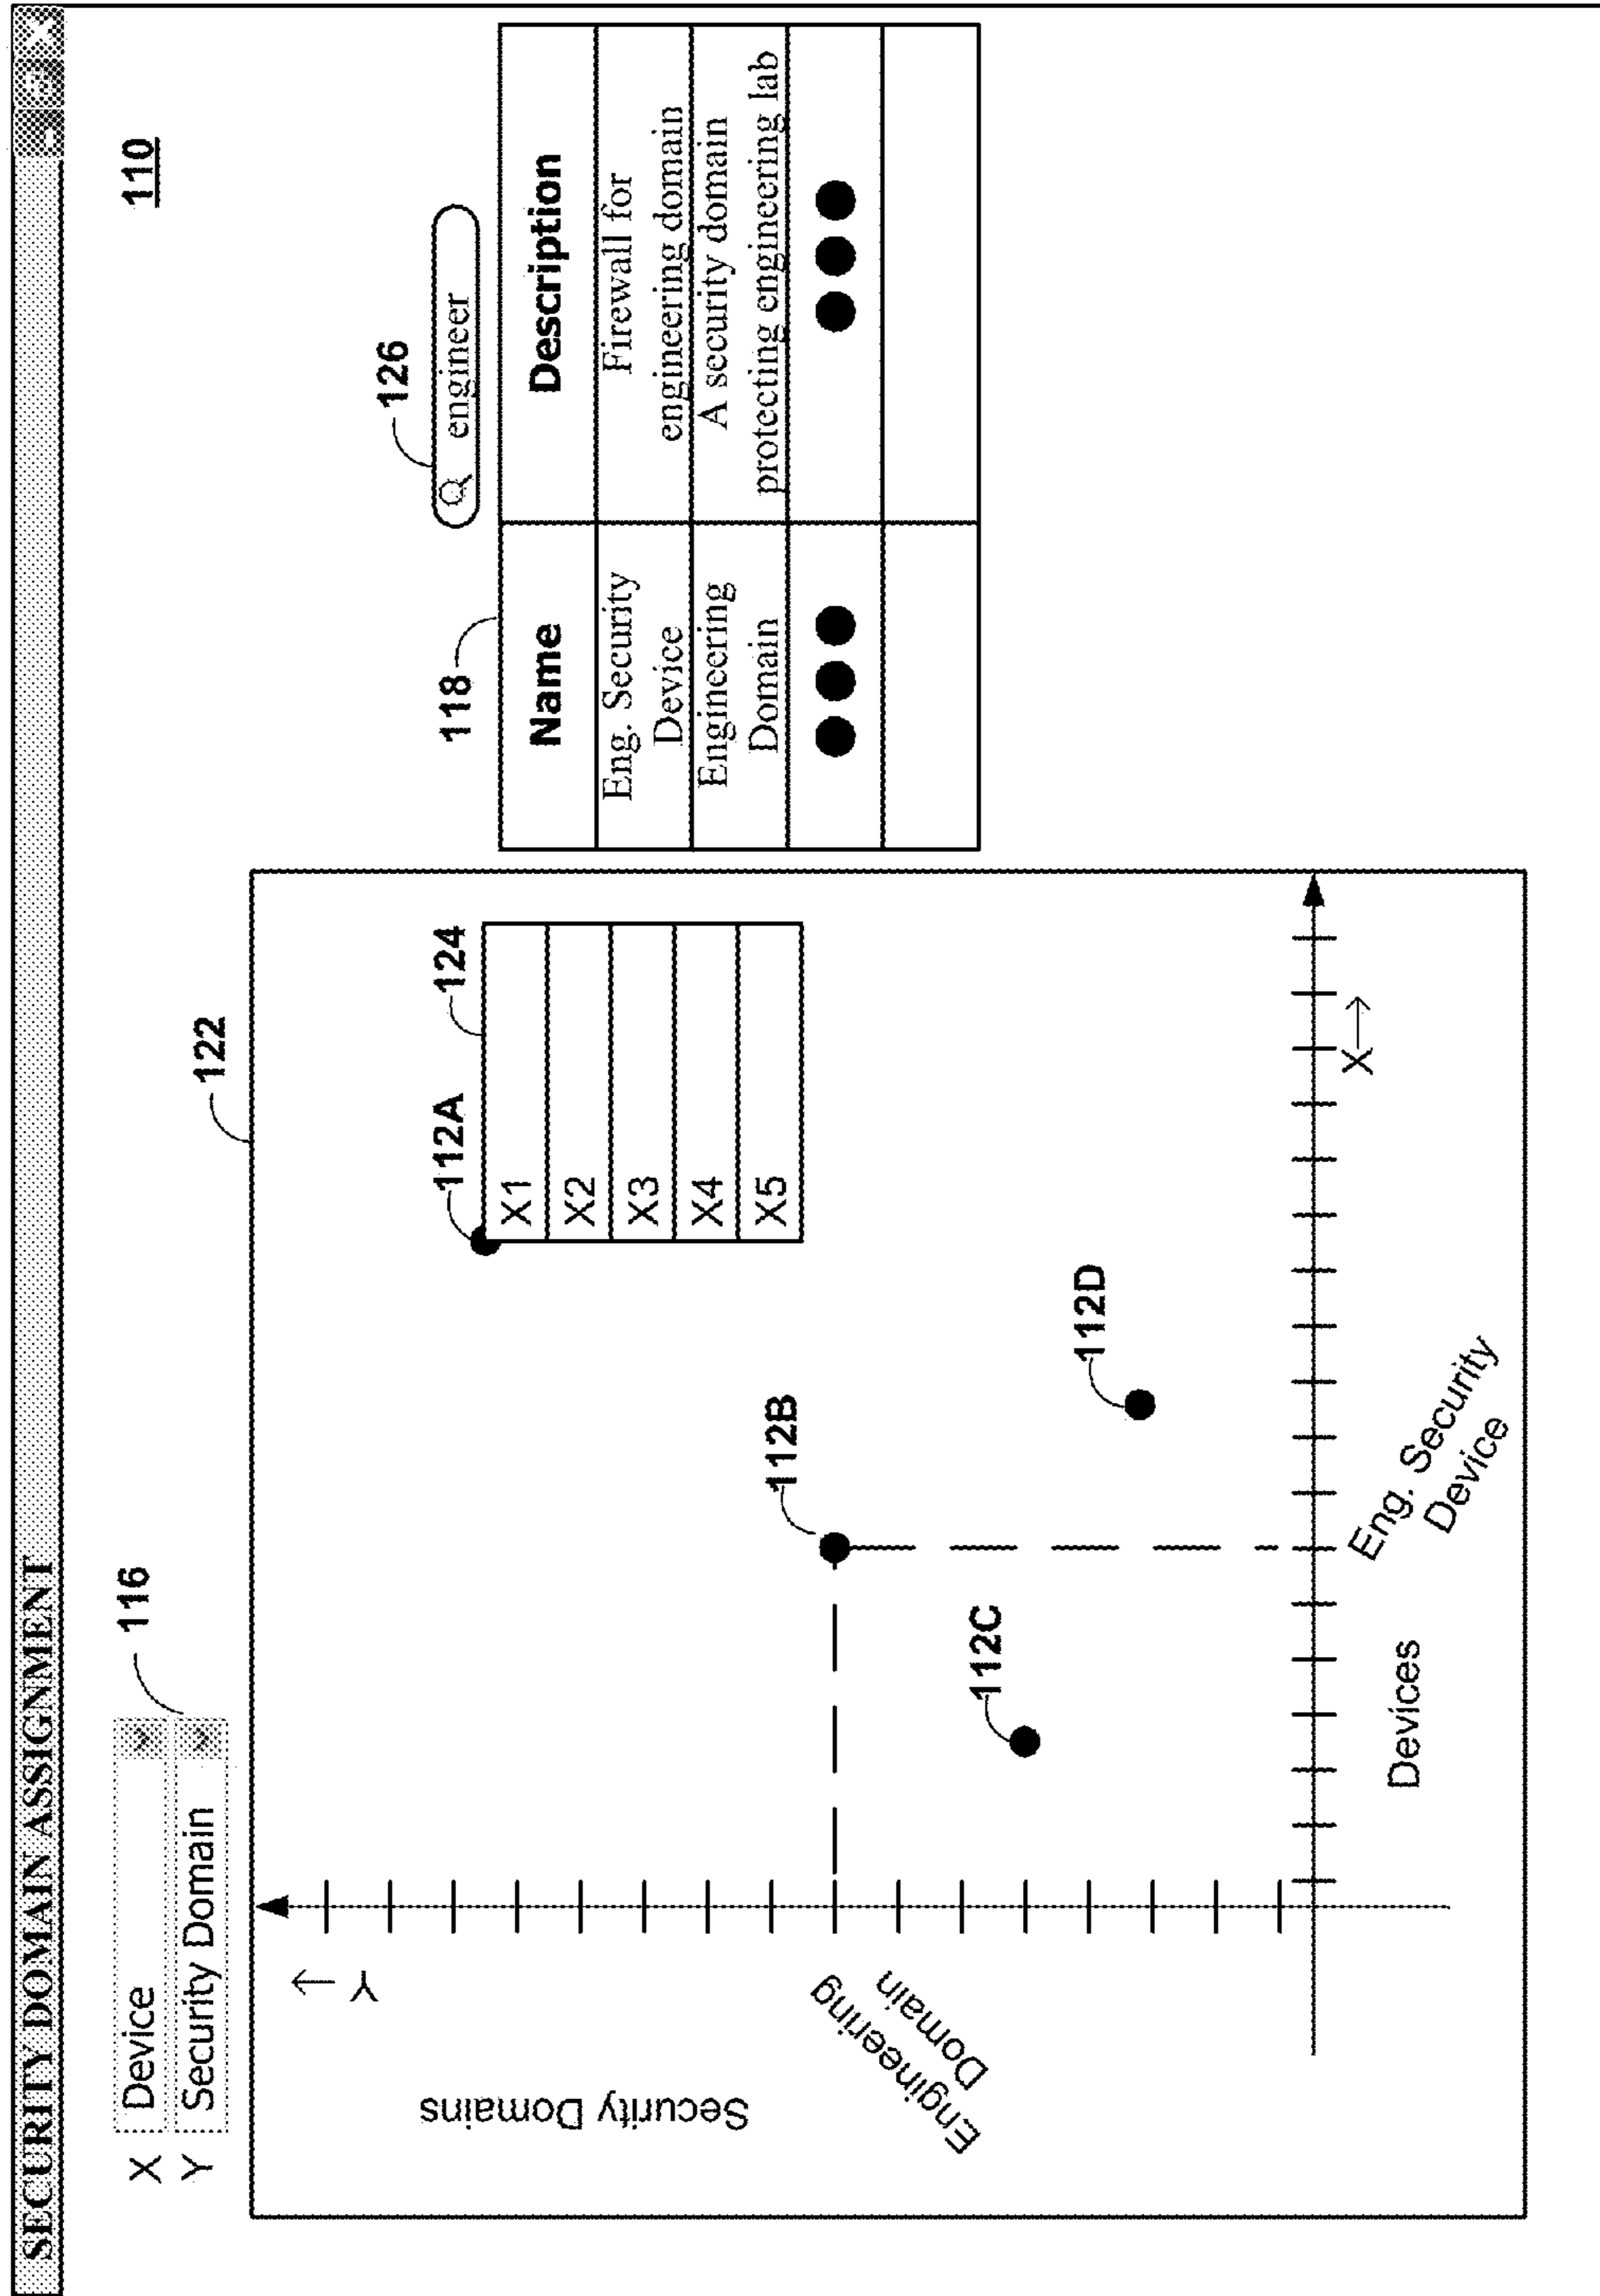 SECURITY DOMAIN ASSIGNMENT
110
X Device
Y Security Domain
116
122
126
engineer
118
Name Description
Eng. Security
Device
Firewall for
engineering domain
Engineering
Domain
A security domain
protecting engineering lab
Y
Security Domains
Engineering
Domain
112A
124
X1
X2
X3
X4
X5
112B
112C
112D
X
Devices
Eng. Security
Device